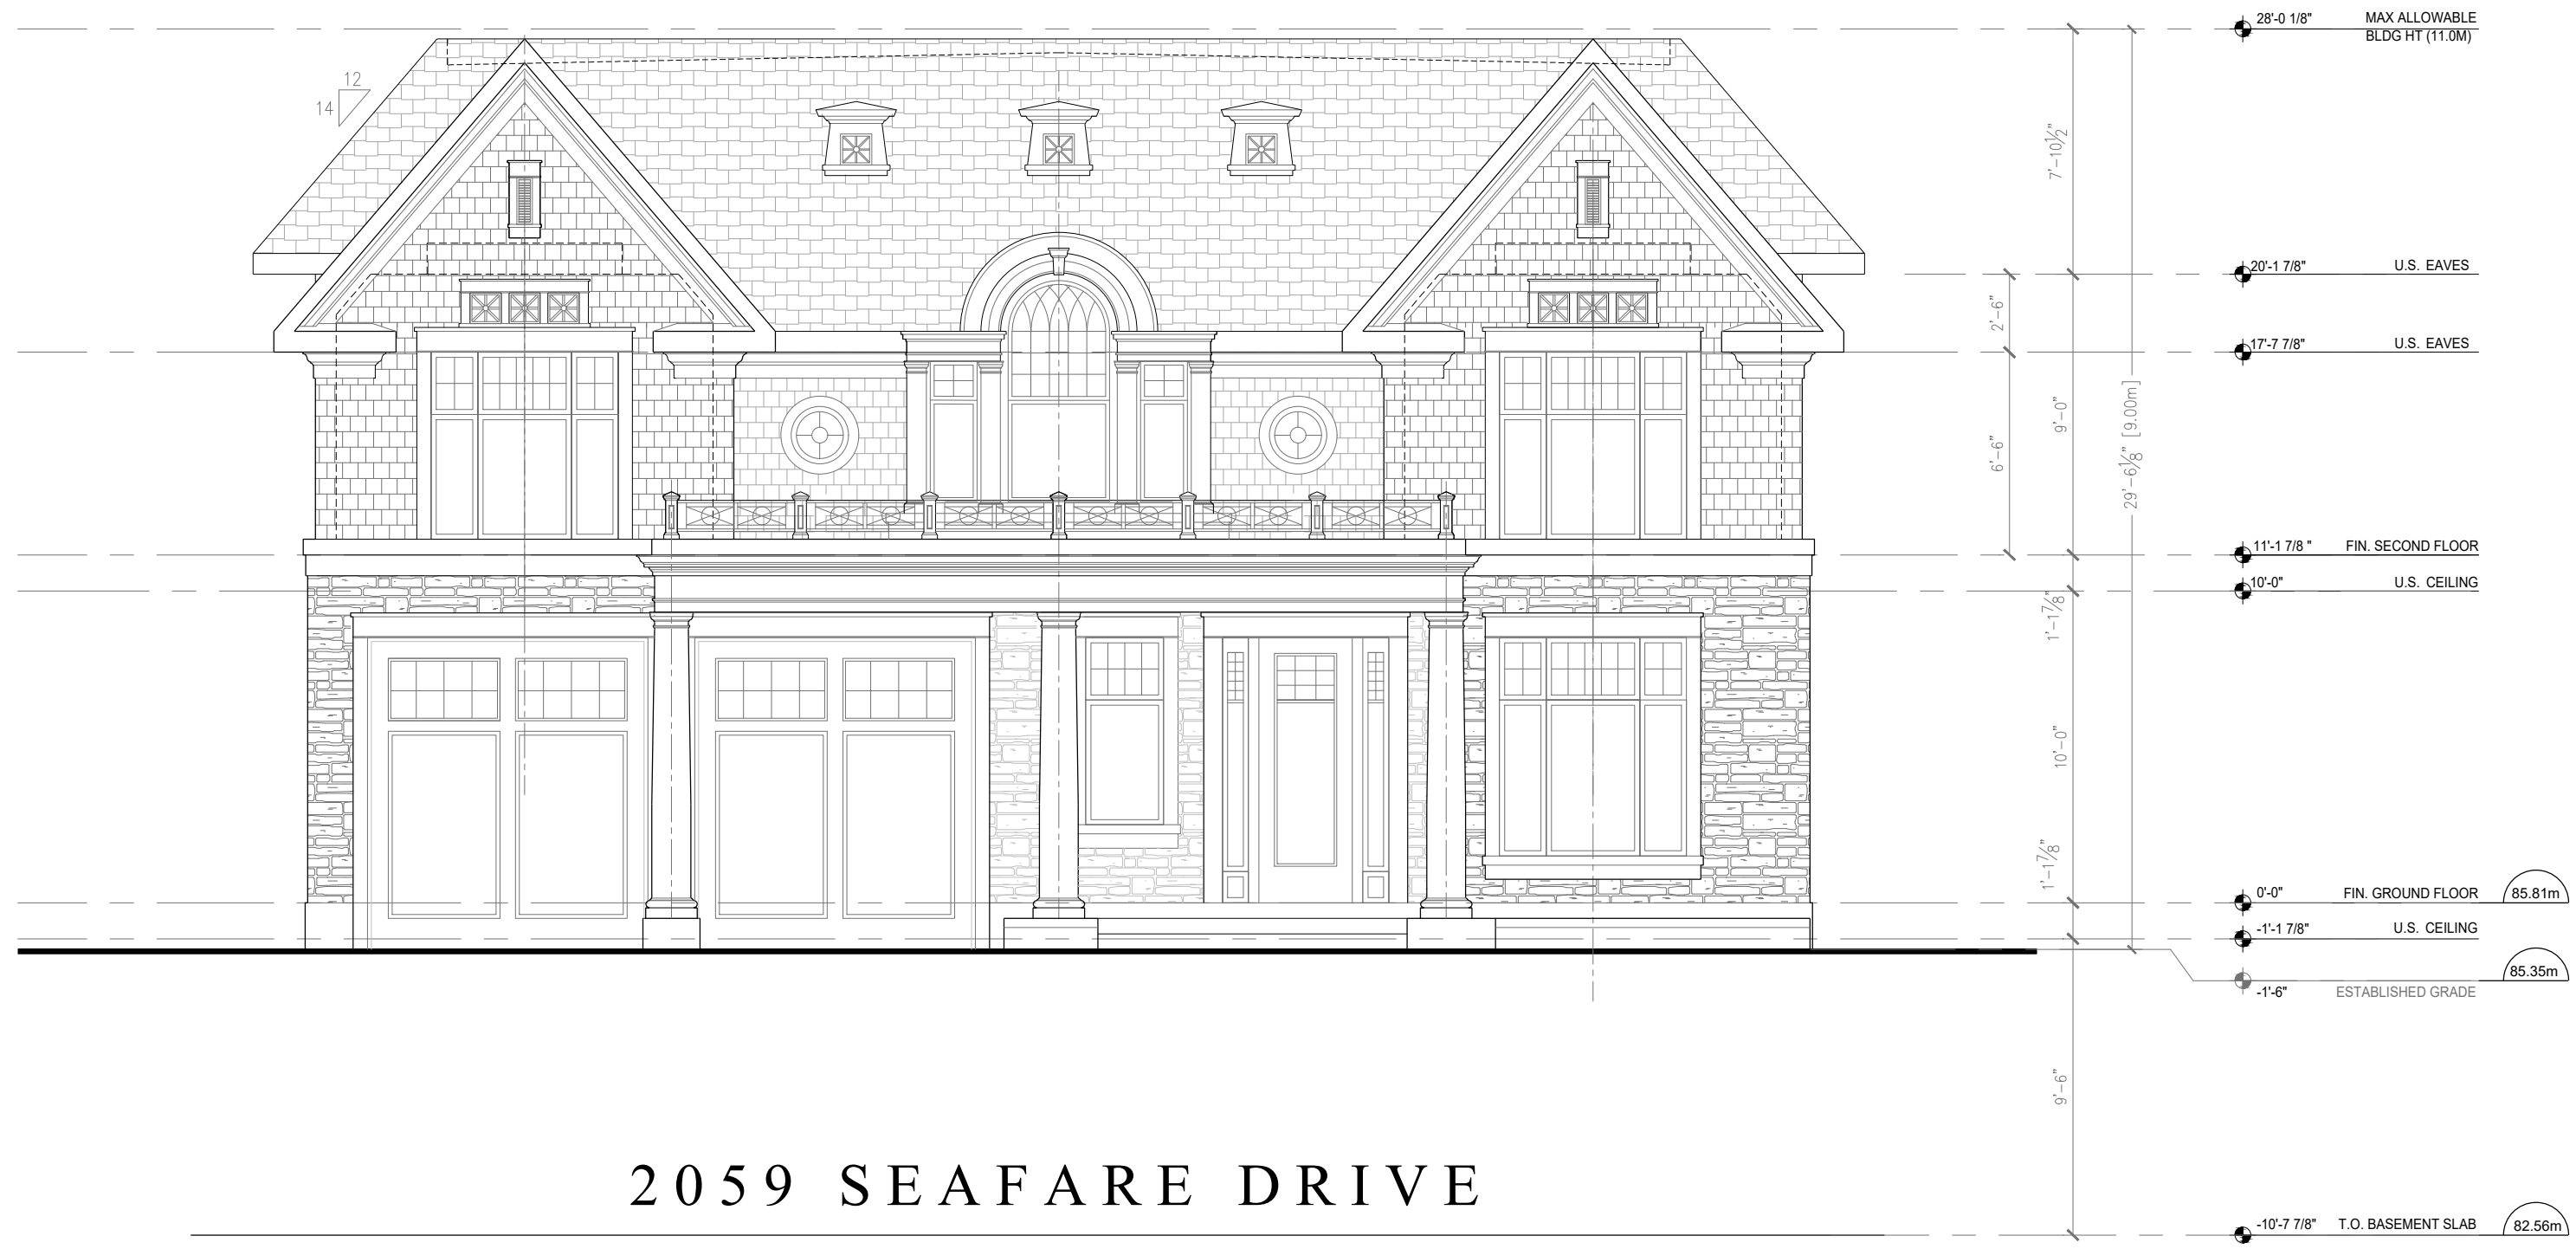 28'-0 1/8" MAX ALLOWABLE
BLDG HT (11.0M)
12
14
7'-10½"
20'-1 7/8" U.S. EAVES
2'-6"
17'-7 7/8" U.S. EAVES
9'-0"
29'-6⅛" [9.00m]
6'-6"
11'-1 7/8 " FIN. SECOND FLOOR
10'-0" U.S. CEILING
1'-1⅞"
10'-0"
1'-1⅞"
0'-0" FIN. GROUND FLOOR 85.81m
-1'-1 7/8" U.S. CEILING
85.35m
-1'-6" ESTABLISHED GRADE
9'-6"
2059 SEAFARE DRIVE
-10'-7 7/8" T.O. BASEMENT SLAB 82.56m